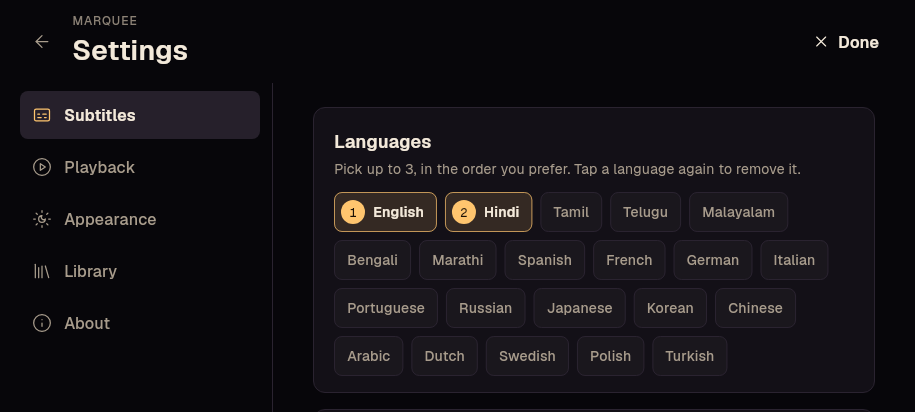 MARQUEE
Settings
Done
Subtitles
Playback
Appearance
Library
About
Languages
Pick up to 3, in the order you prefer. Tap a language again to remove it.
1 English 2 Hindi Tamil Telugu Malayalam
Bengali Marathi Spanish French German Italian
Portuguese Russian Japanese Korean Chinese
Arabic Dutch Swedish Polish Turkish